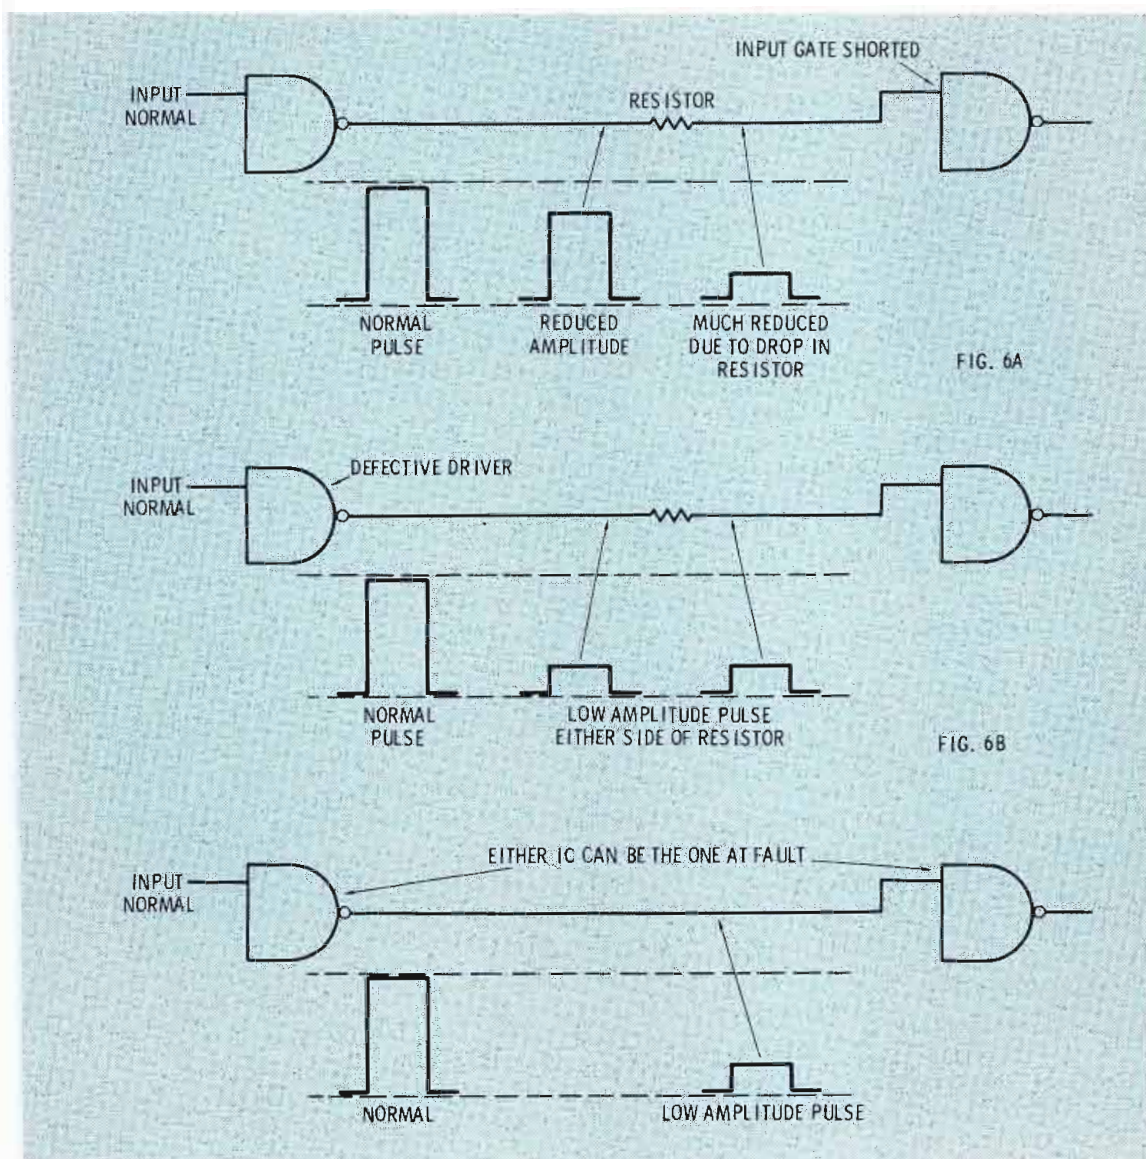 INPUT GATE SHORTED
INPUT
NORMAL
RESISTOR
NORMAL
PULSE
REDUCED
AMPLITUDE
MUCH REDUCED
DUE TO DROP IN
RESISTOR
FIG. 6A
DEFECTIVE DRIVER
INPUT
NORMAL
NORMAL
PULSE
LOW AMPLITUDE PULSE
EITHER SIDE OF RESISTOR
FIG. 6B
EITHER IC CAN BE THE ONE AT FAULT
INPUT
NORMAL
NORMAL
LOW AMPLITUDE PULSE